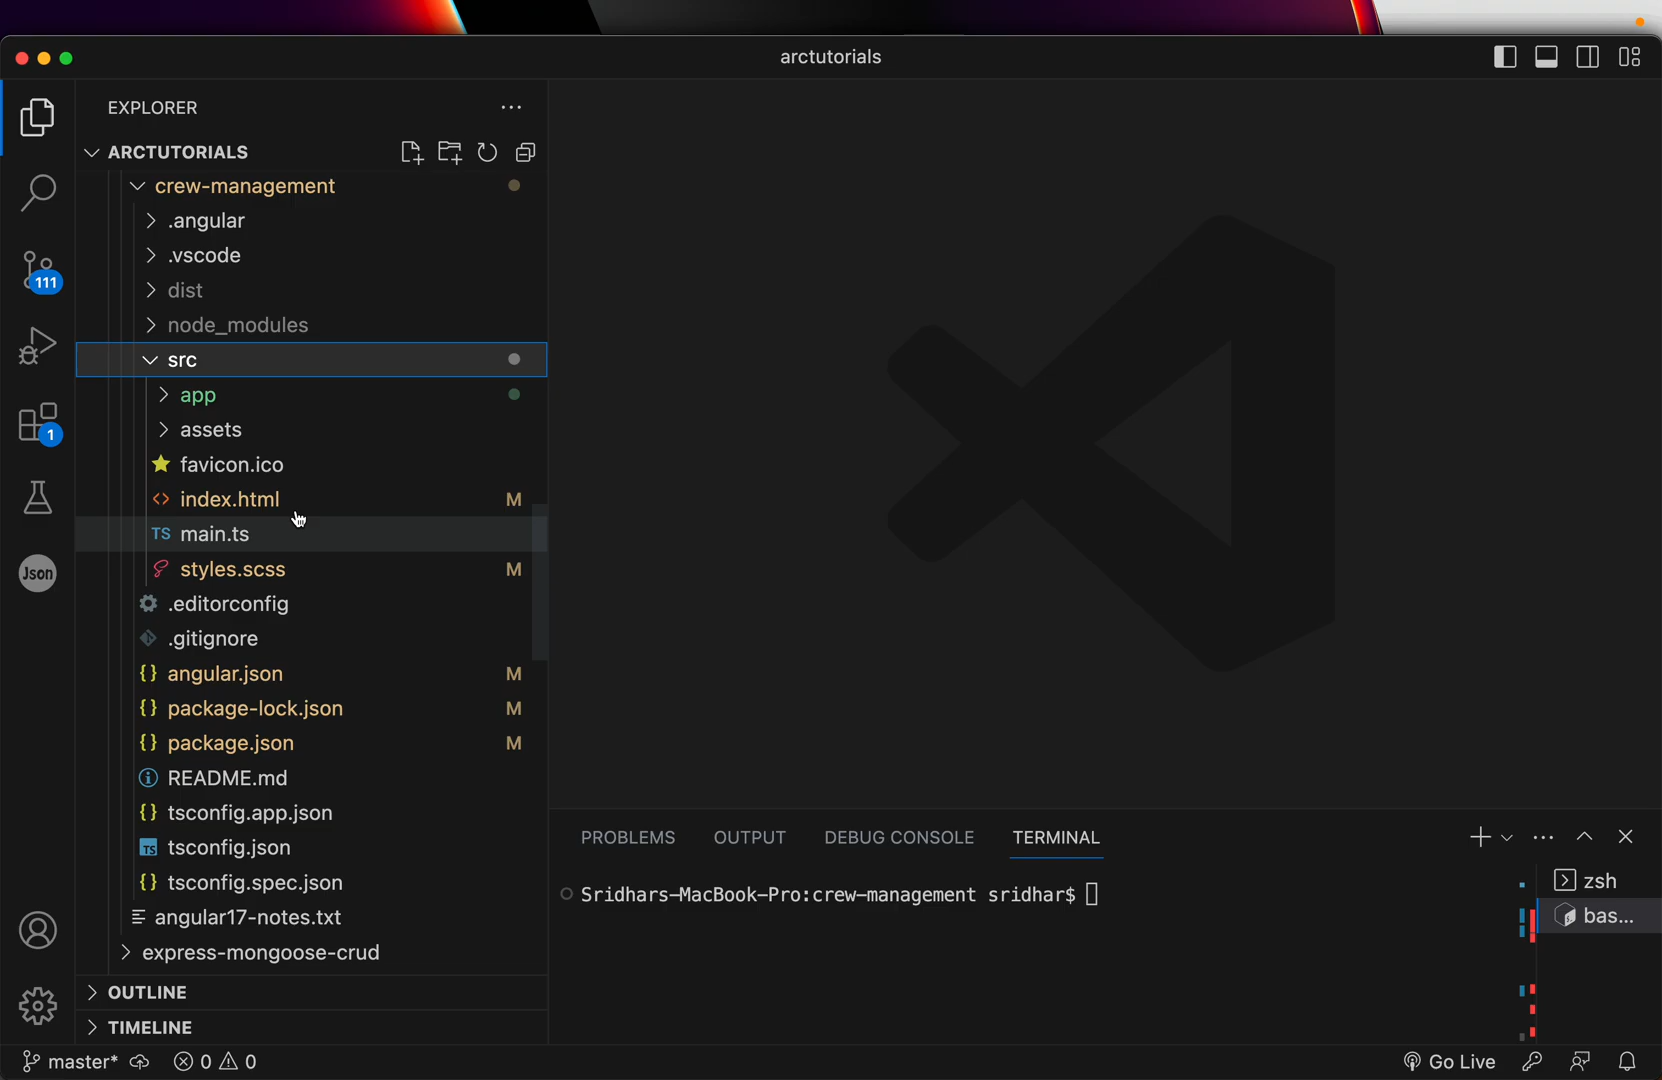 arctutorials
EXPLORER
ARCTUTORIALS
crew-management
.angular
.vscode
dist
node_modules
src
app
assets
favicon.ico
index.html M
TS main.ts
styles.scss M
.editorconfig
.gitignore
{} angular.json M
{} package-lock.json M
{} package.json M
README.md
{} tsconfig.app.json
TS tsconfig.json
{} tsconfig.spec.json
angular17-notes.txt
express-mongoose-crud
OUTLINE
TIMELINE
111
1
Json
PROBLEMS OUTPUT DEBUG CONSOLE TERMINAL
Sridhars-MacBook-Pro:crew-management sridhar$
zsh
bas...
master* 0 0 Go Live